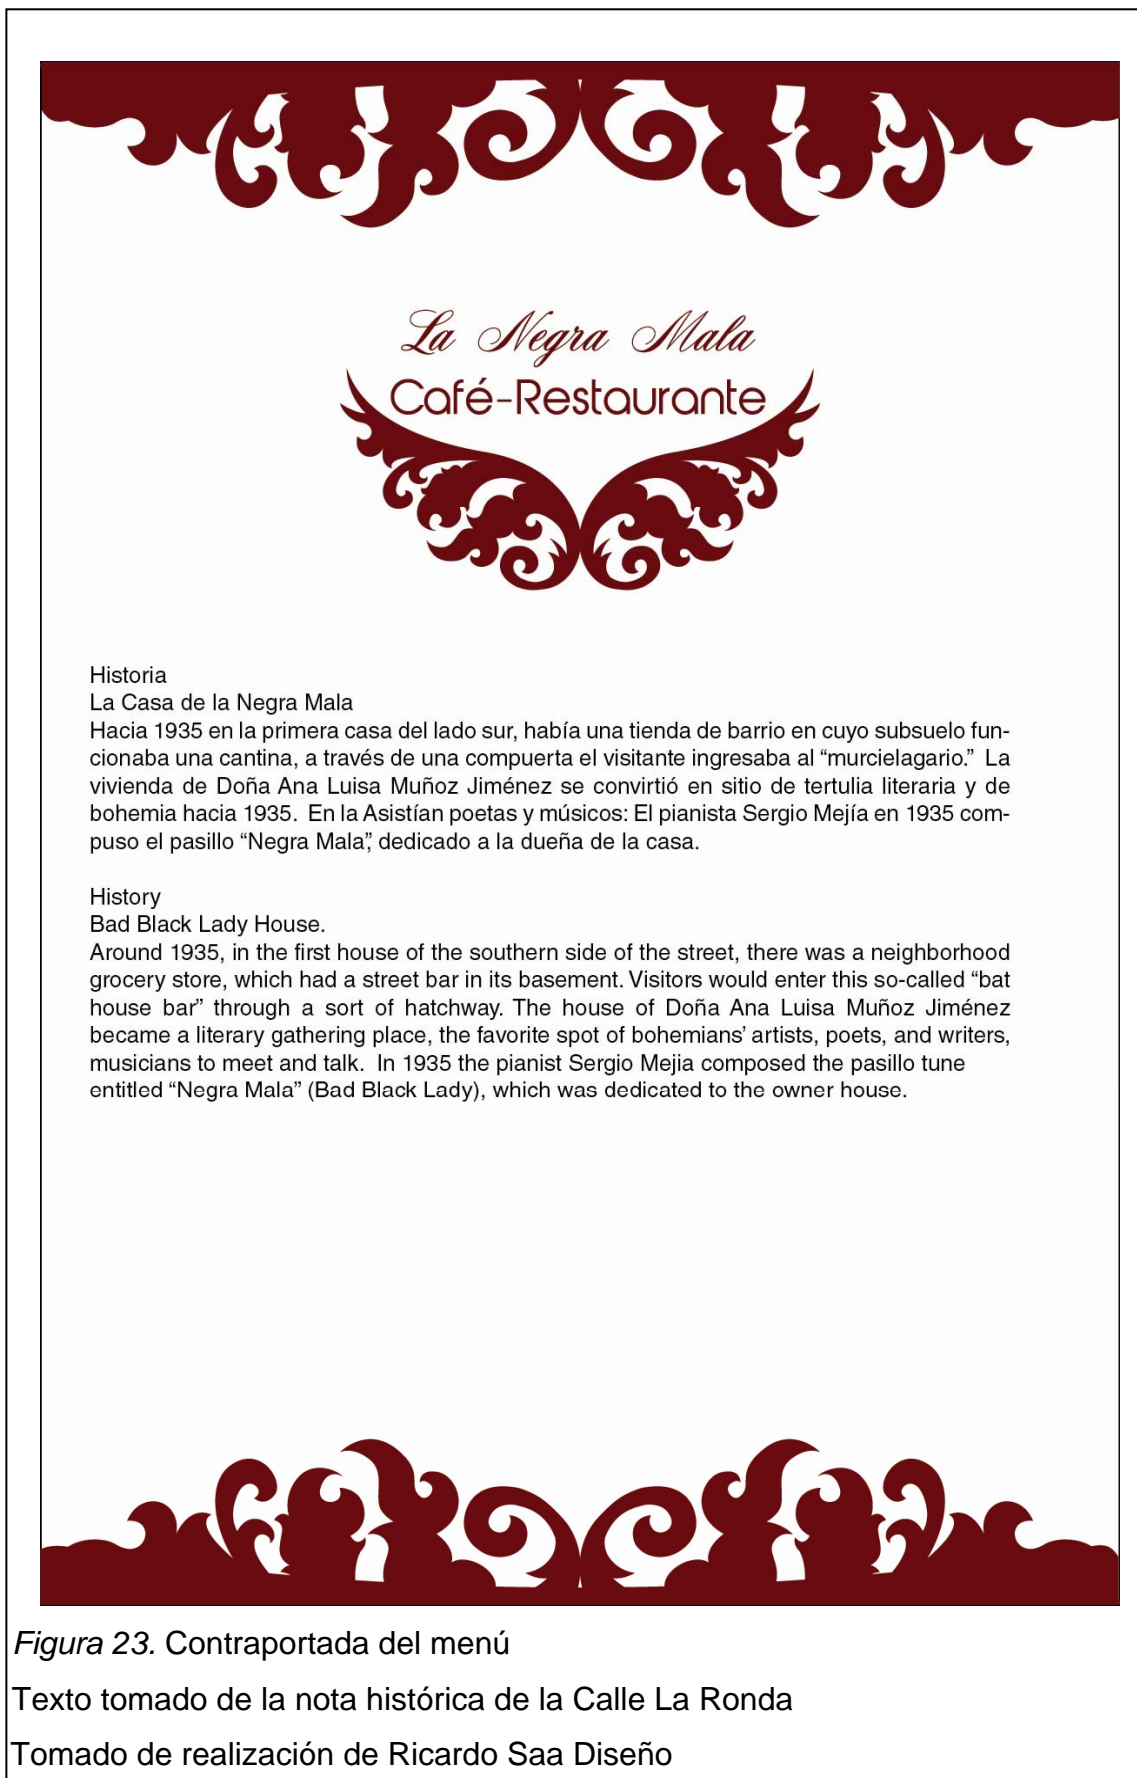 La Negra Mala
Café-Restaurante
Historia
La Casa de la Negra Mala
Hacia 1935 en la primera casa del lado sur, había una tienda de barrio en cuyo subsuelo fun-
cionaba una cantina, a través de una compuerta el visitante ingresaba al “murcielagario.” La
vivienda de Doña Ana Luisa Muñoz Jiménez se convirtió en sitio de tertulia literaria y de
bohemia hacia 1935. En la Asistían poetas y músicos: El pianista Sergio Mejía en 1935 com-
puso el pasillo “Negra Mala”, dedicado a la dueña de la casa.
History
Bad Black Lady House.
Around 1935, in the first house of the southern side of the street, there was a neighborhood
grocery store, which had a street bar in its basement. Visitors would enter this so-called “bat
house bar” through a sort of hatchway. The house of Doña Ana Luisa Muñoz Jiménez
became a literary gathering place, the favorite spot of bohemians’ artists, poets, and writers,
musicians to meet and talk. In 1935 the pianist Sergio Mejia composed the pasillo tune
entitled “Negra Mala” (Bad Black Lady), which was dedicated to the owner house.
Figura 23. Contraportada del menú
Texto tomado de la nota histórica de la Calle La Ronda
Tomado de realización de Ricardo Saa Diseño